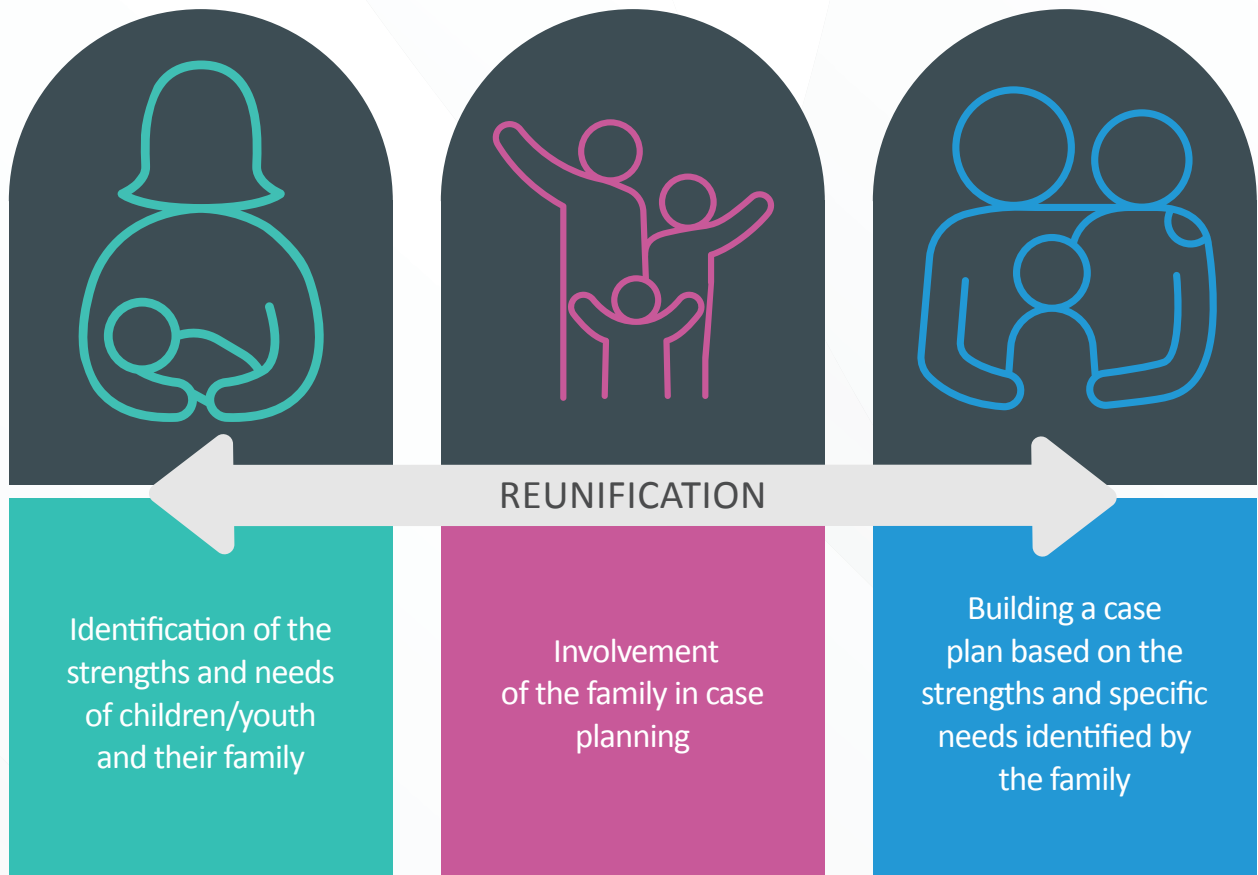 REUNIFICATION
Identification of the
strengths and needs
of children/youth
and their family
Involvement
of the family in case
planning
Building a case
plan based on the
strengths and specific
needs identified by
the family